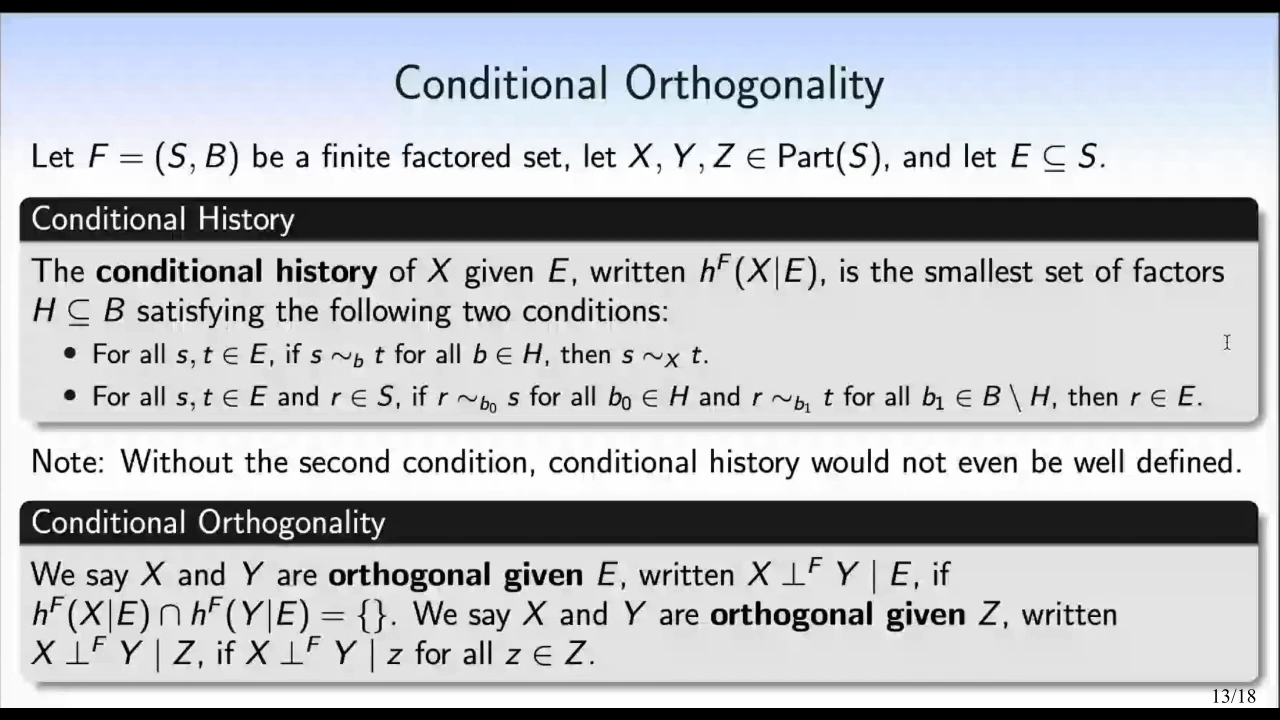 Conditional Orthogonality
Let F = (S, B) be a finite factored set, let X, Y, Z ∈ Part(S), and let E ⊆ S.
Conditional History
The conditional history of X given E, written h^F(X|E), is the smallest set of factors
H ⊆ B satisfying the following two conditions:
• For all s, t ∈ E, if s ∼_b t for all b ∈ H, then s ∼_X t.
• For all s, t ∈ E and r ∈ S, if r ∼_{b_0} s for all b_0 ∈ H and r ∼_{b_1} t for all b_1 ∈ B \ H, then r ∈ E.
Note: Without the second condition, conditional history would not even be well defined.
Conditional Orthogonality
We say X and Y are orthogonal given E, written X ⊥^F Y | E, if
h^F(X|E) ∩ h^F(Y|E) = {}. We say X and Y are orthogonal given Z, written
X ⊥^F Y | Z, if X ⊥^F Y | z for all z ∈ Z.
13/18